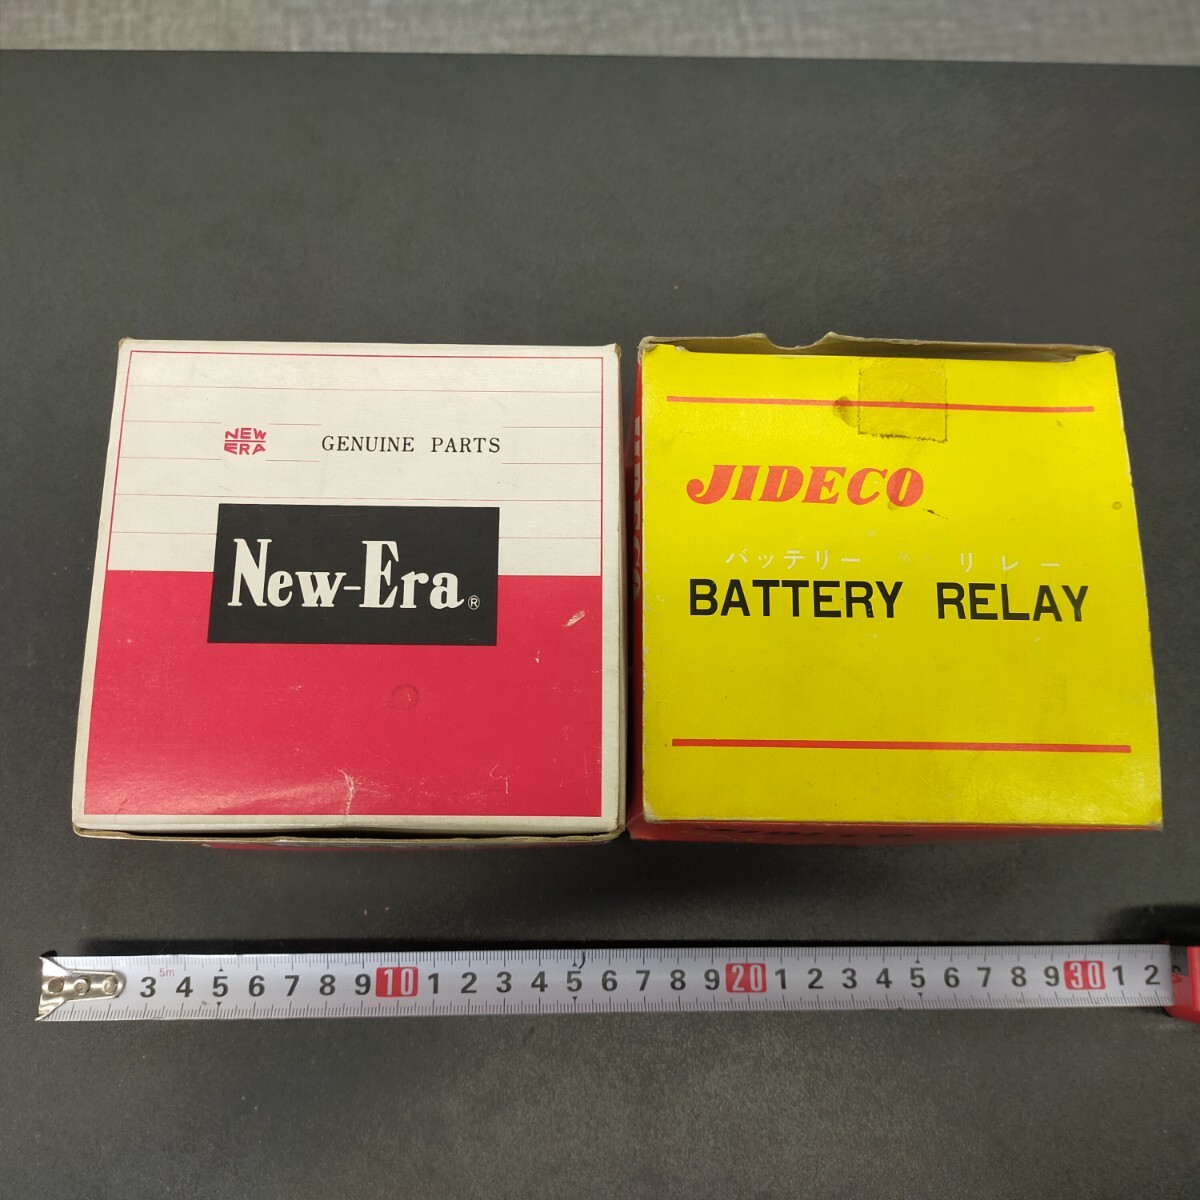 NEW
ERA
GENUINE PARTS
New-Era®
JIDECO
バッテリー リレー
BATTERY RELAY
JIDECO
5m
3 4 5 6 7 8 9 10 1 2 3 4 5 6 7 8 9 20 1 2 3 4 5 6 7 8 9 30 1 2